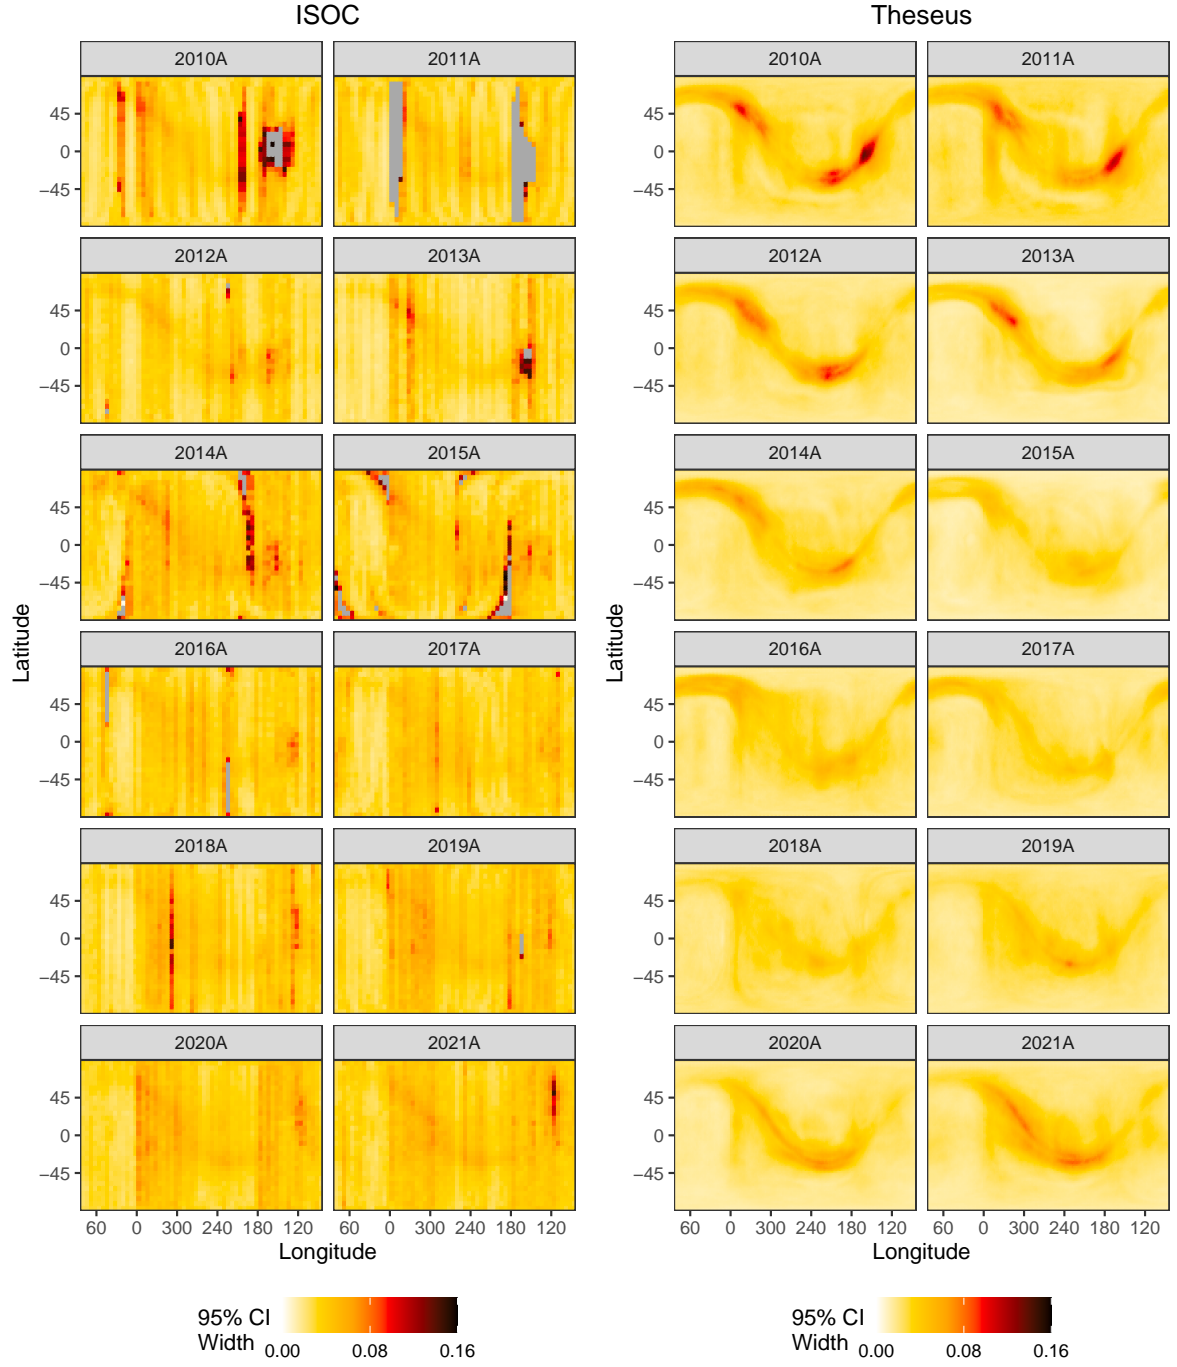 ISOC Theseus
2010A 2011A 2010A 2011A
45 45
0 0
−45 −45
2012A 2013A 2012A 2013A
45 45
0 0
−45 −45
2014A 2015A 2014A 2015A
45 45
0 0
−45 −45
Latitude Latitude
2016A 2017A 2016A 2017A
45 45
0 0
−45 −45
2018A 2019A 2018A 2019A
45 45
0 0
−45 −45
2020A 2021A 2020A 2021A
45 45
0 0
−45 −45
60 0 300 240 180 120 60 0 300 240 180 120 60 0 300 240 180 120 60 0 300 240 180 120
Longitude Longitude
95% CI 95% CI
Width Width
0.00 0.08 0.16 0.00 0.08 0.16